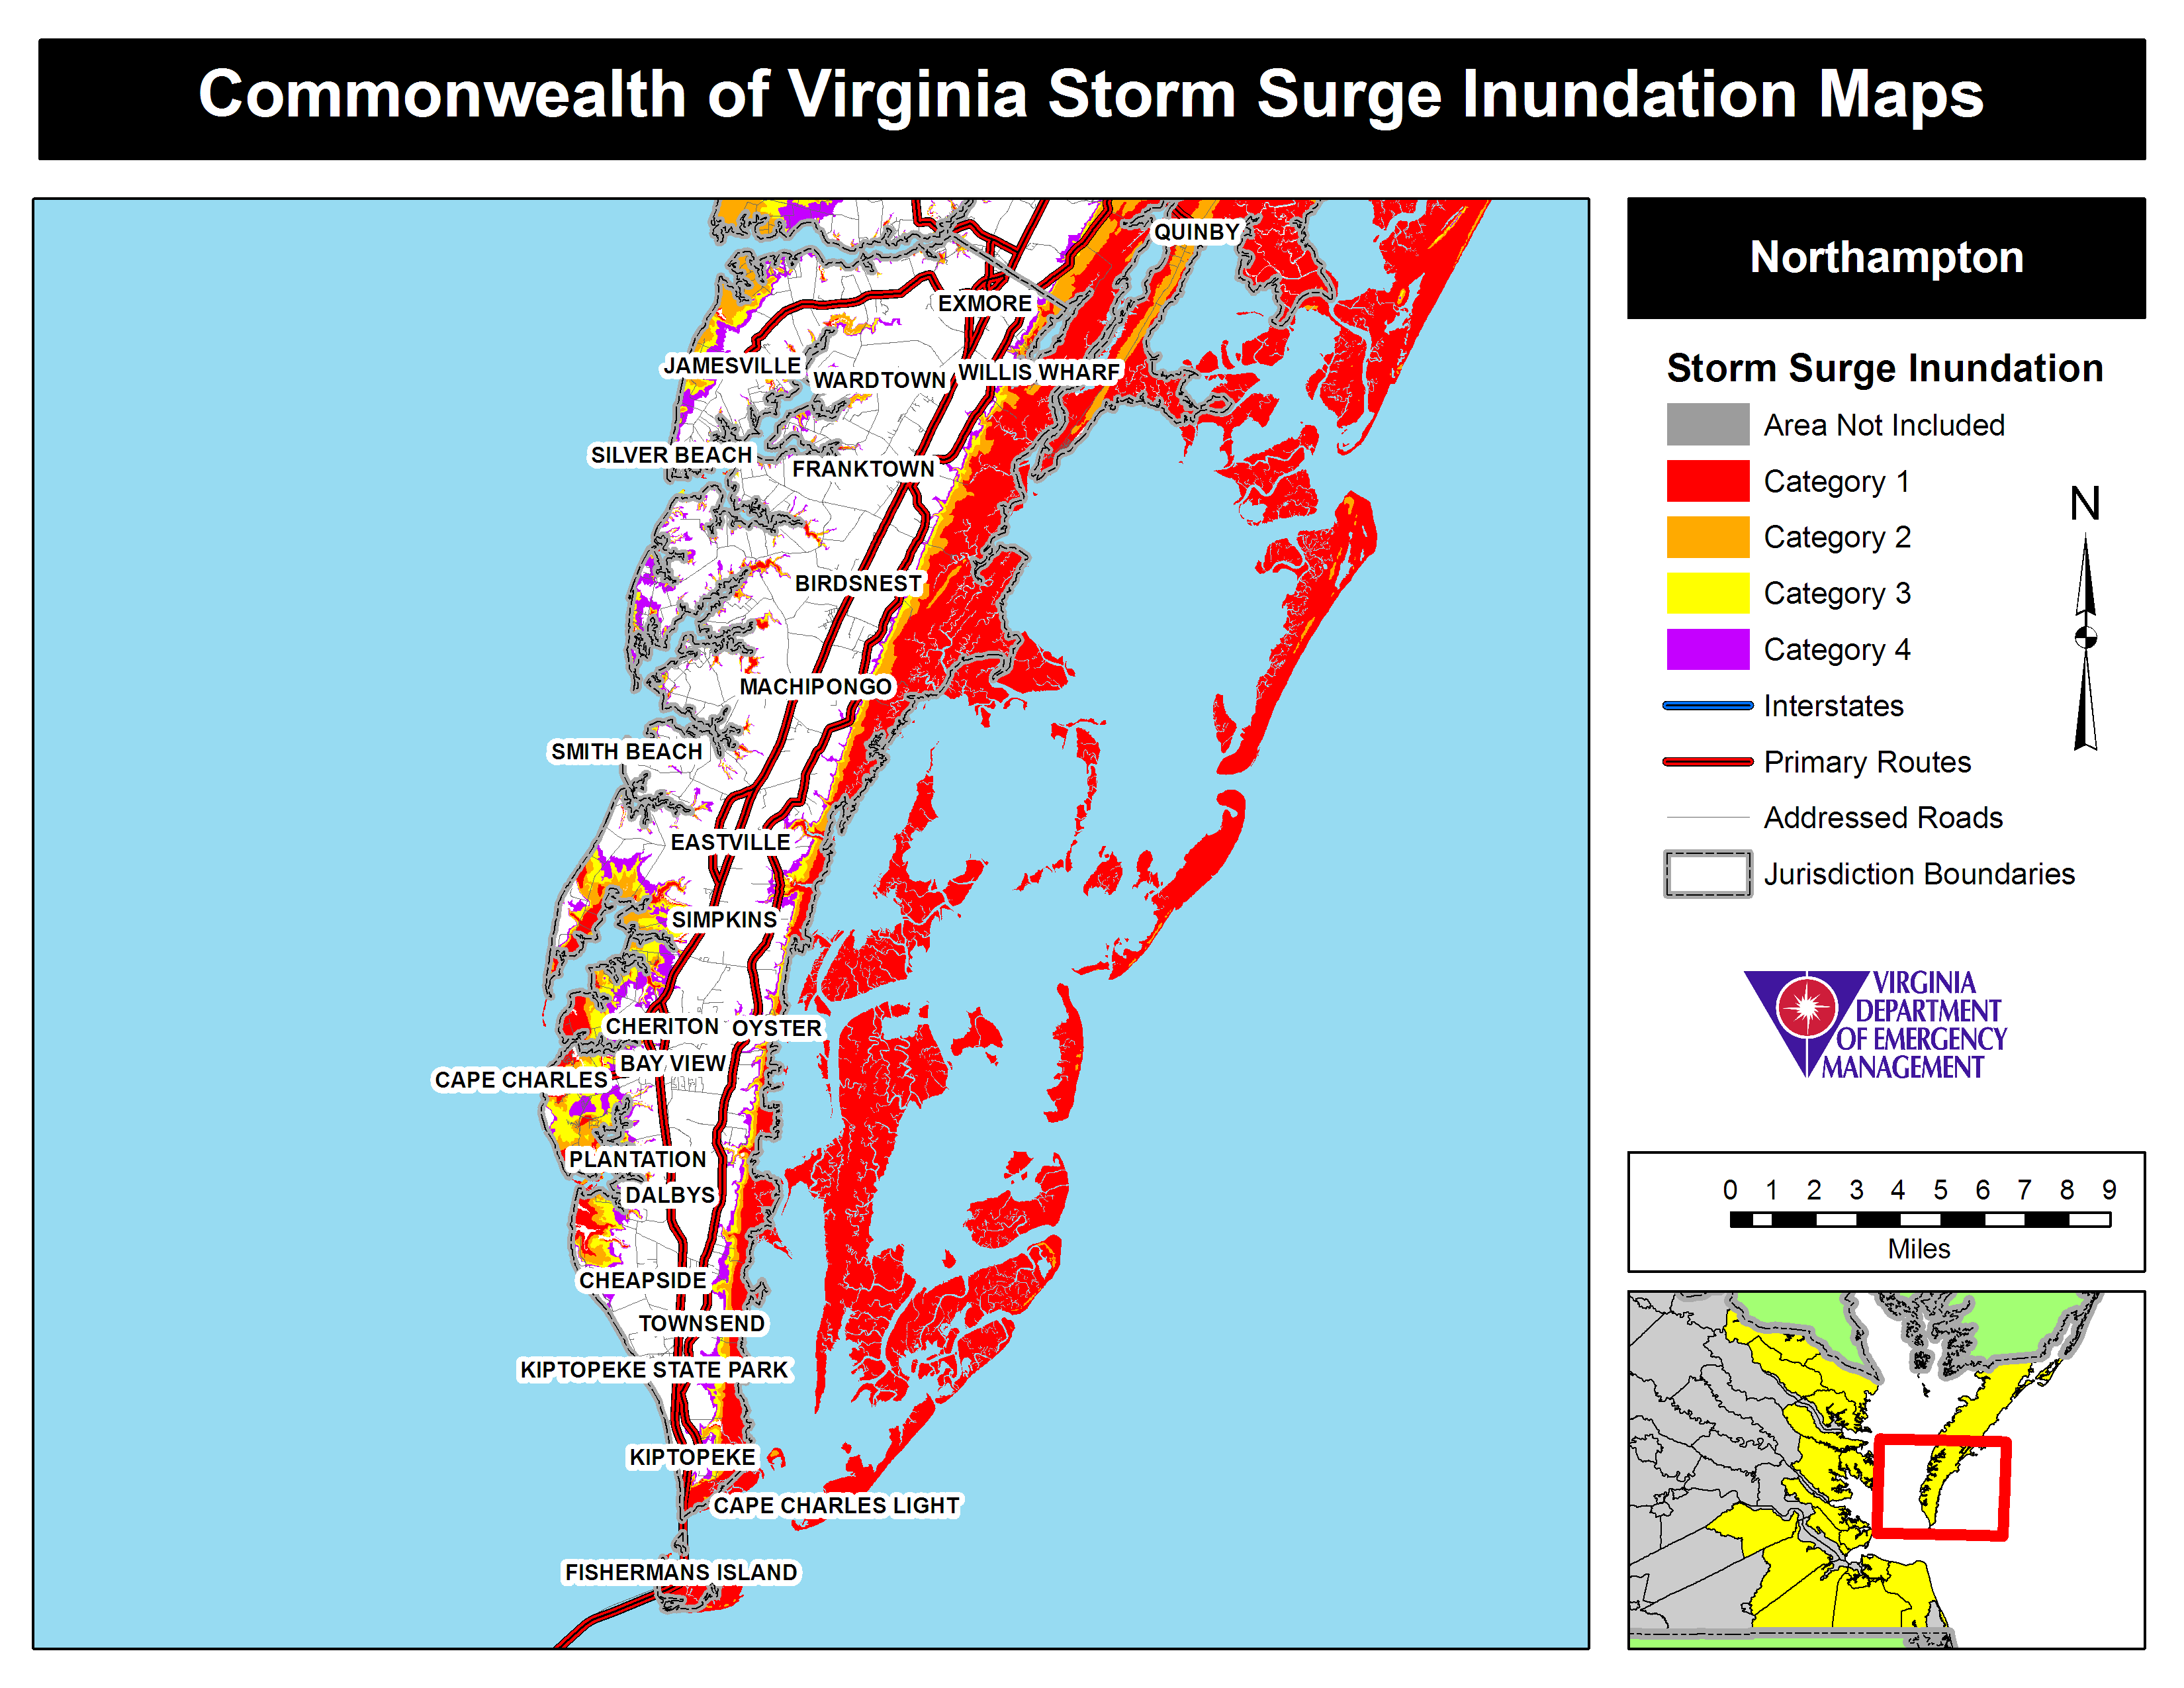 Commonwealth of Virginia Storm Surge Inundation Maps
QUINBY
EXMORE
JAMESVILLE
WARDTOWN
WILLIS WHARF
SILVER BEACH
FRANKTOWN
BIRDSNEST
MACHIPONGO
SMITH BEACH
EASTVILLE
SIMPKINS
CHERITON
OYSTER
BAY VIEW
CAPE CHARLES
PLANTATION
DALBYS
CHEAPSIDE
TOWNSEND
KIPTOPEKE STATE PARK
KIPTOPEKE
CAPE CHARLES LIGHT
FISHERMANS ISLAND
Northampton
Storm Surge Inundation
Area Not Included
Category 1
Category 2
Category 3
Category 4
Interstates
Primary Routes
Addressed Roads
Jurisdiction Boundaries
N
VIRGINIA
DEPARTMENT
OF EMERGENCY
MANAGEMENT
0 1 2 3 4 5 6 7 8 9
Miles